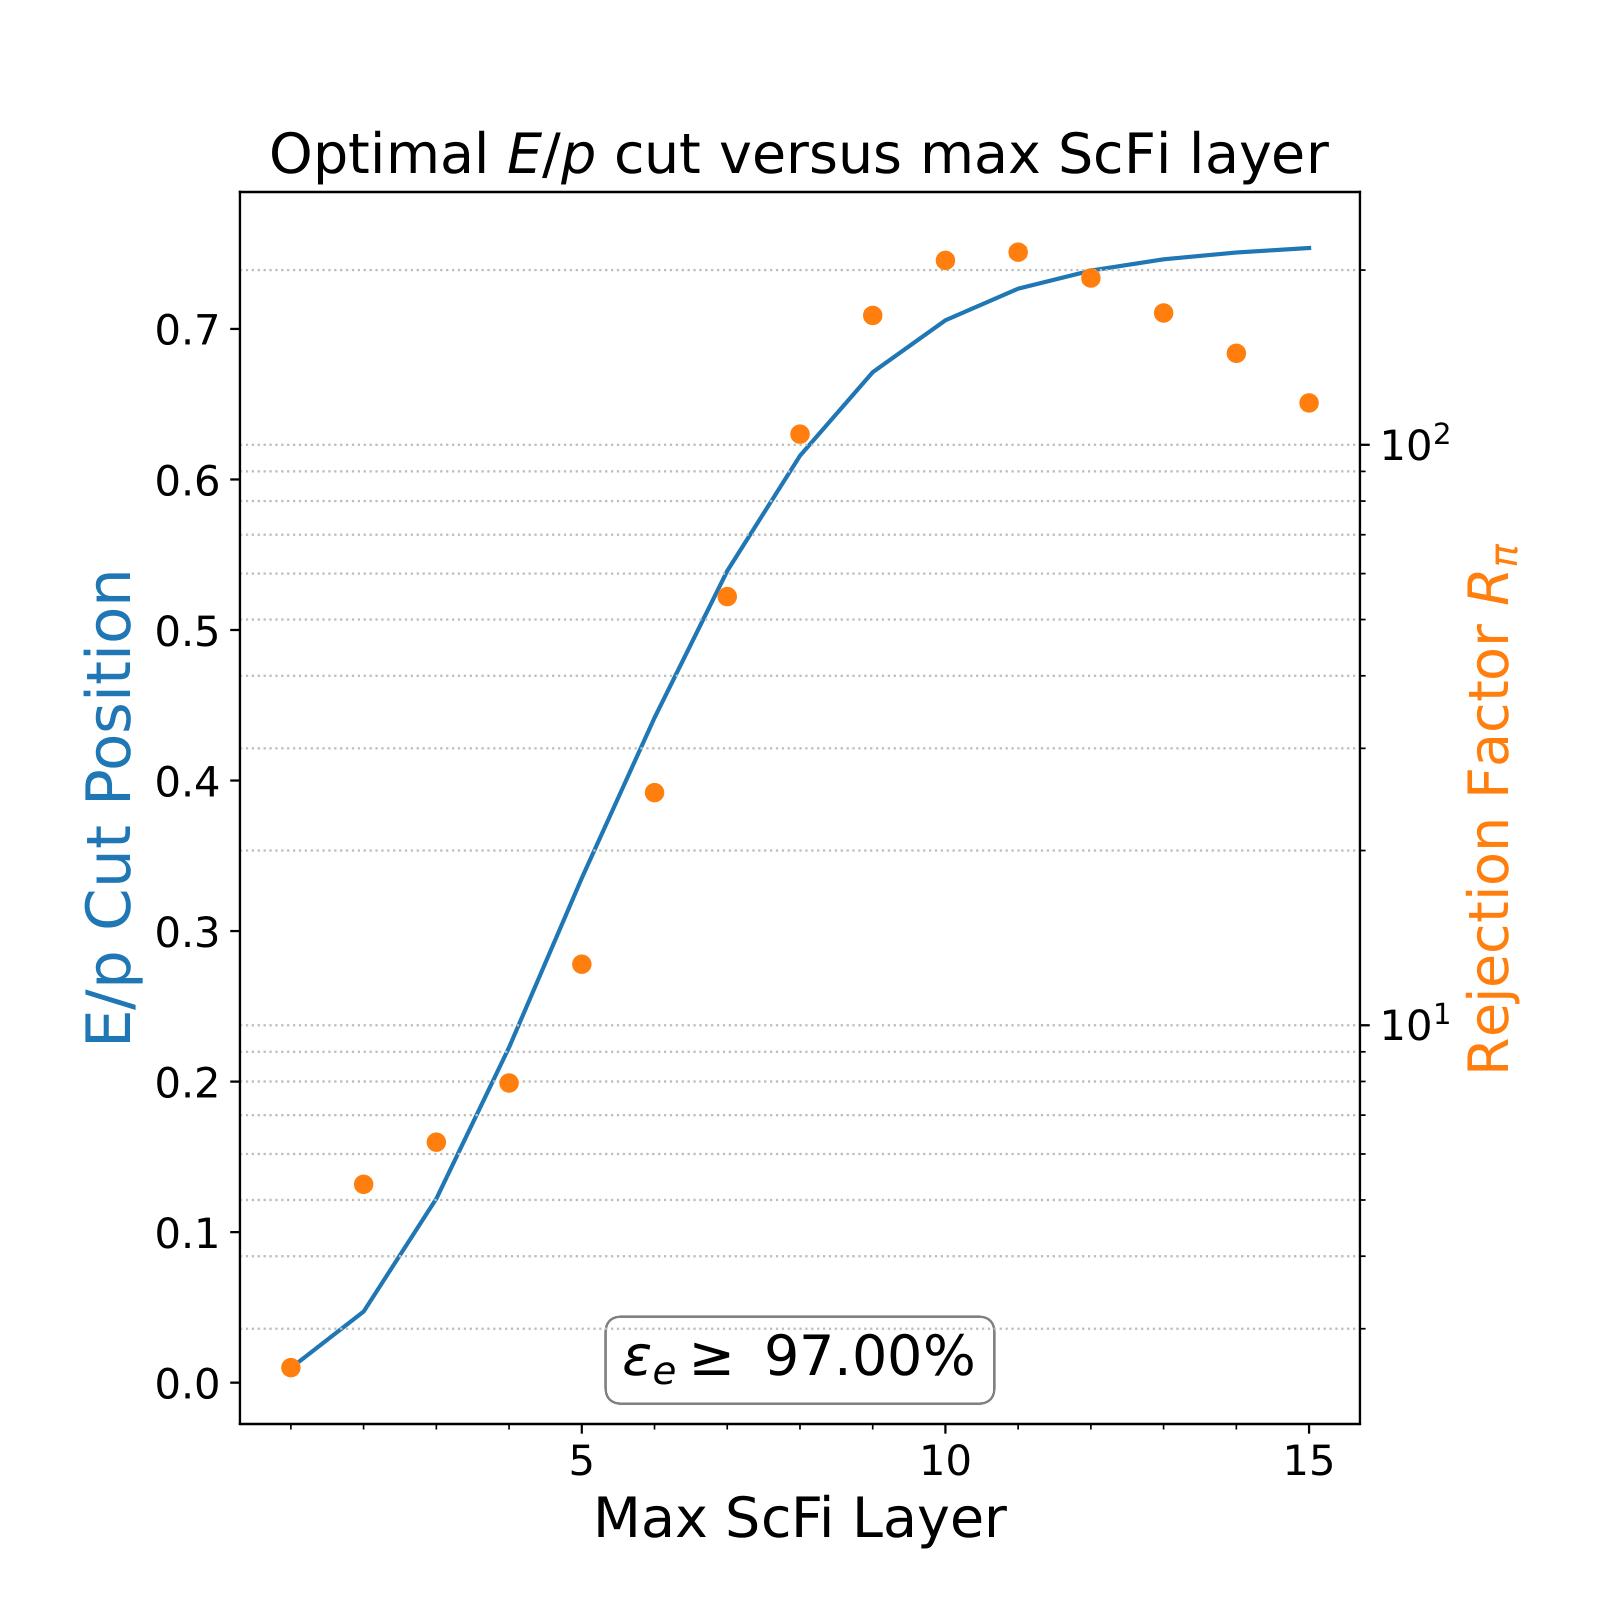 Optimal E/p cut versus max ScFi layer
0.7
0.6
0.5
0.4
0.3
0.2
0.1
0.0
E/p Cut Position
10²
10¹
Rejection Factor R_π
ε_e ≥ 97.00%
5 10 15
Max ScFi Layer